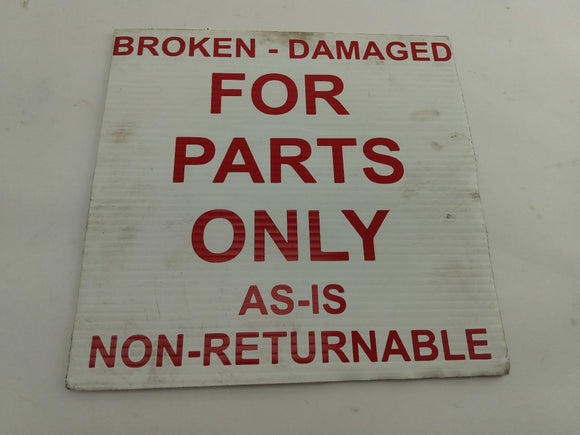 BROKEN - DAMAGED
FOR
PARTS
ONLY
AS-IS
NON-RETURNABLE